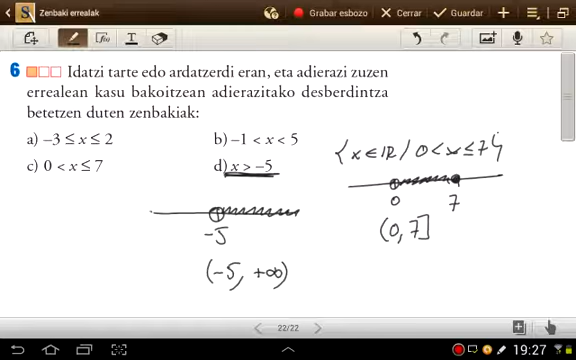 Zenbaki errealak
Grabar esbozo
Cerrar
Guardar
6 Idatzi tarte edo ardatzerdi eran, eta adierazi zuzen
errealean kasu bakoitzean adierazitako desberdintza
betetzen duten zenbakiak:
a) –3 ≤ x ≤ 2
b) –1 < x < 5
c) 0 < x ≤ 7
d) x > –5
{x ∈ ℝ / 0 < x ≤ 7}
0 7
(0, 7]
-5
(-5, +∞)
22/22
19:27